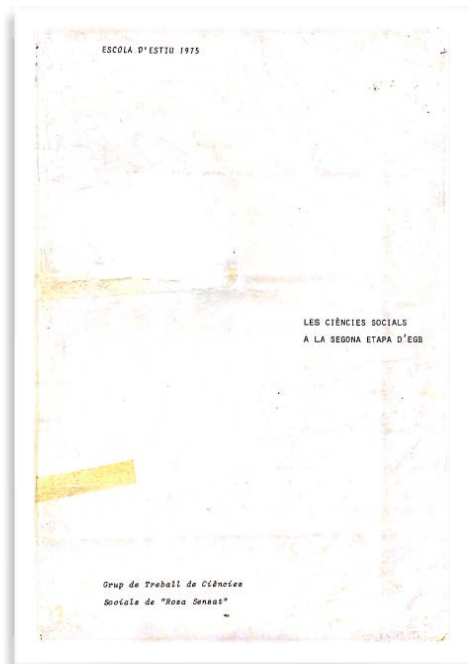 ESCOLA D'ESTIU 1975
LES CIÈNCIES SOCIALS
A LA SEGONA ETAPA D'EGB
Grup de Treball de Ciències
Socials de "Rosa Sensat"